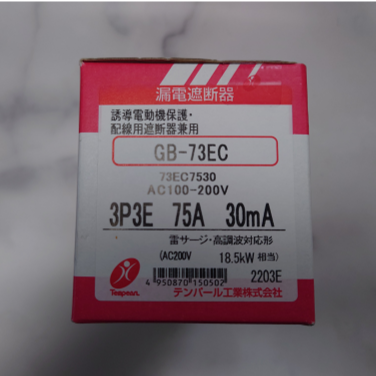 漏電遮断器
誘導電動機保護・
配線用遮断器兼用
GB-73EC
73EC7530
AC100-200V
3P3E 75A 30mA
雷サージ・高調波対応形
(AC200V 18.5kW相当)
Tempearl
4 950870 150502
2203E
テンパール工業株式会社